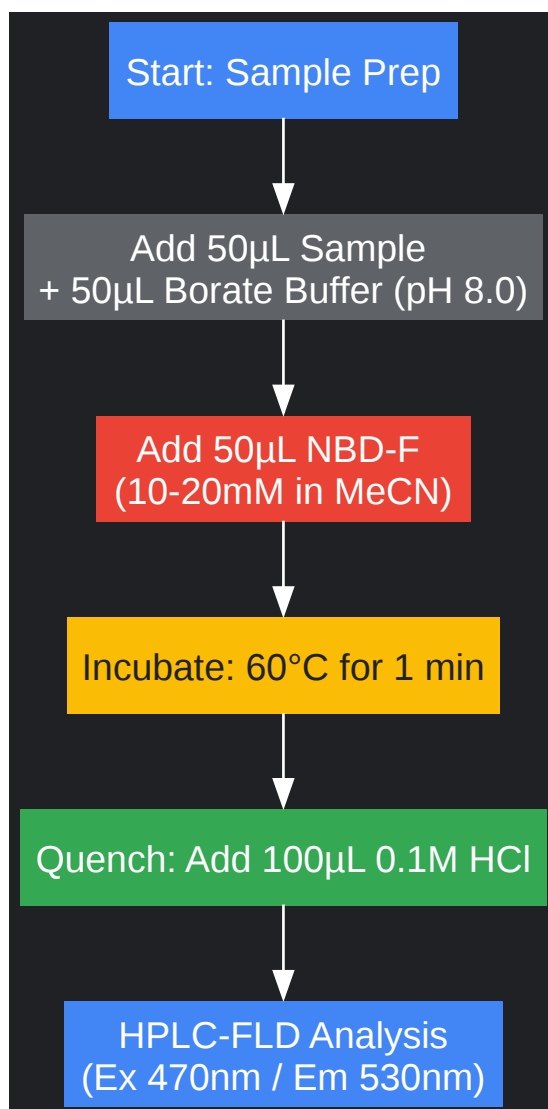 Start: Sample Prep
Add 50µL Sample
+ 50µL Borate Buffer (pH 8.0)
Add 50µL NBD-F
(10-20mM in MeCN)
Incubate: 60°C for 1 min
Quench: Add 100µL 0.1M HCl
HPLC-FLD Analysis
(Ex 470nm / Em 530nm)